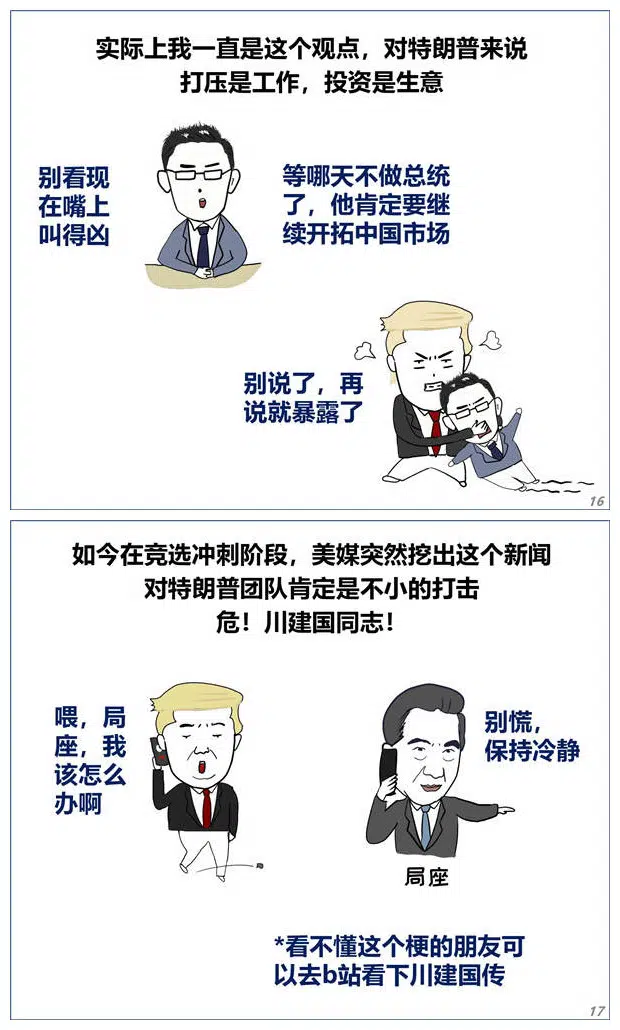 实际上我一直是这个观点，对特朗普来说
打压是工作，投资是生意
别看现
在嘴上
叫得凶
等哪天不做总统
了，他肯定要继
续开拓中国市场
别说了，再
说就暴露了
16
如今在竞选冲刺阶段，美媒突然挖出这个新闻
对特朗普团队肯定是不小的打击
危！川建国同志！
喂，局
座，我
该怎么
办啊
别慌，
保持冷静
局座
*看不懂这个梗的朋友可
以去b站看下川建国传
17